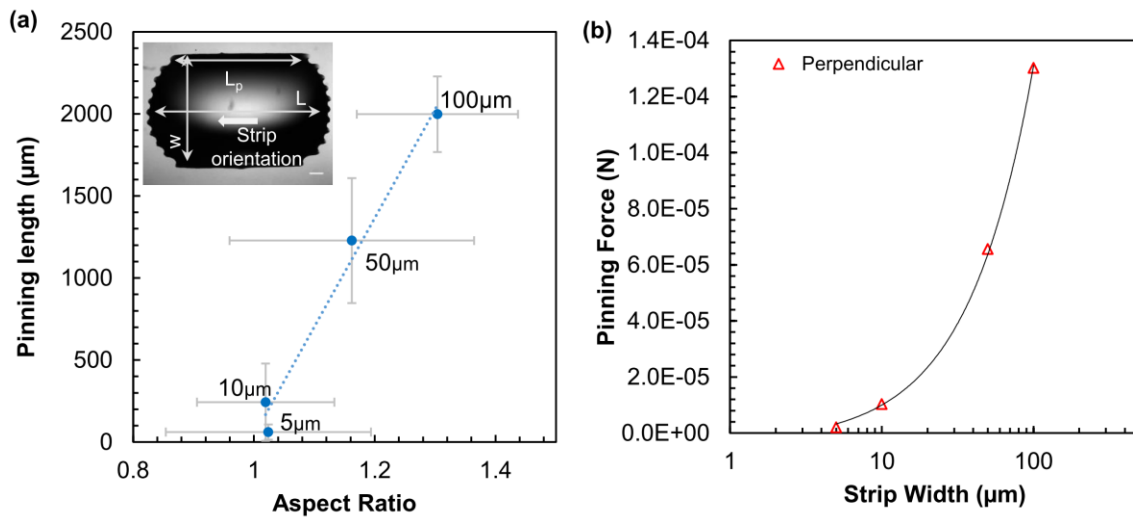 (a)
2500
2000
1500
1000
500
0
Pinning length (µm)
0.8
1
1.2
1.4
Aspect Ratio
Lp
L
w
Strip
orientation
100µm
50µm
10µm
5µm
(b)
1.4E-04
1.2E-04
1.0E-04
8.0E-05
6.0E-05
4.0E-05
2.0E-05
0.0E+00
Pinning Force (N)
Perpendicular
1
10
100
Strip Width (µm)